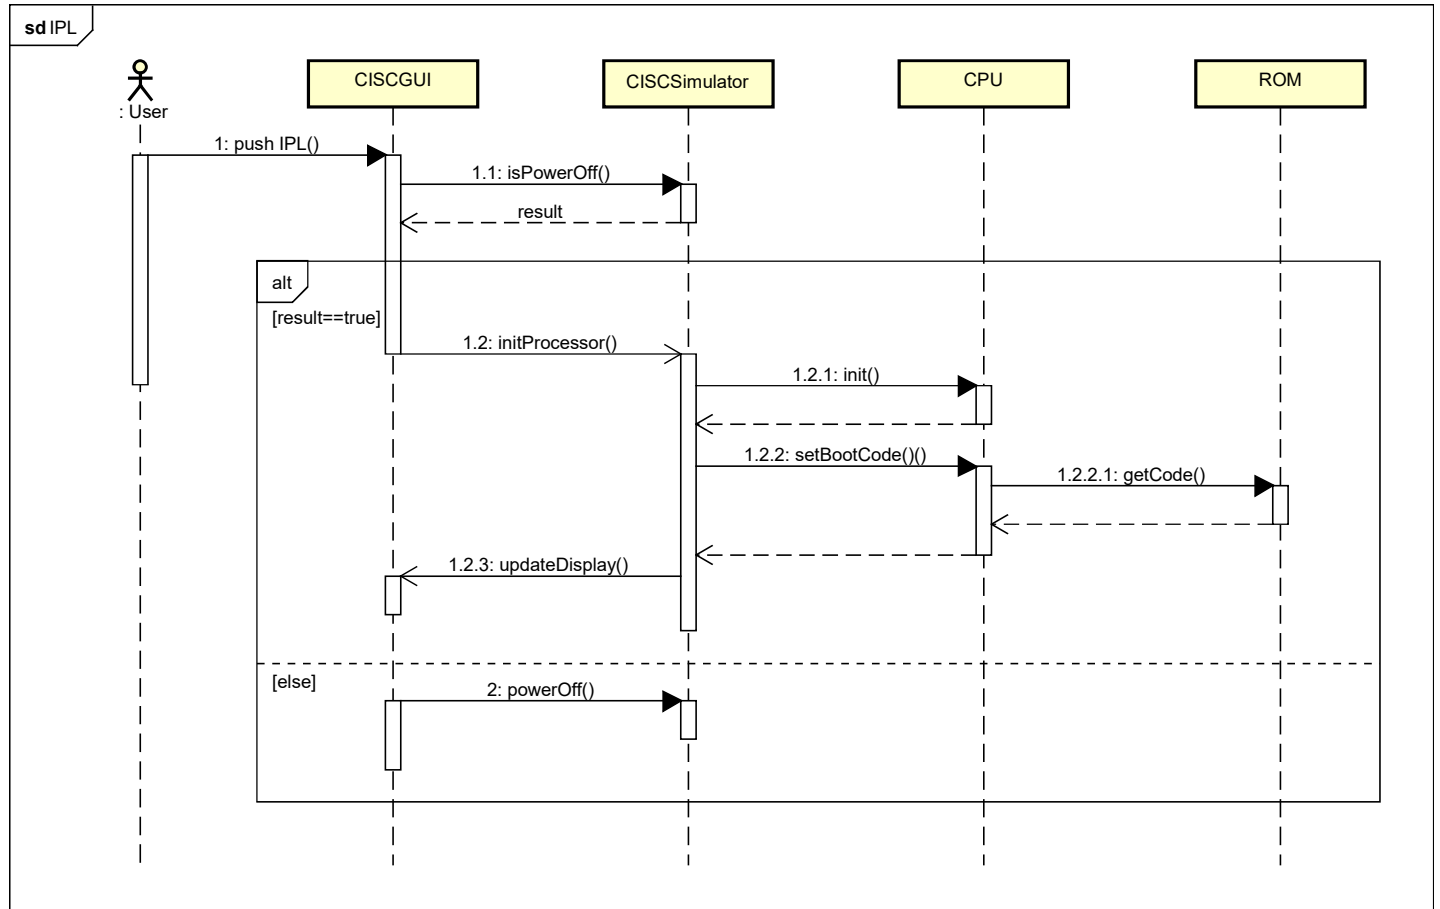 sd IPL
: User
CISCGUI
CISCSimulator
CPU
ROM
1: push IPL()
1.1: isPowerOff()
result
alt
[result==true]
1.2: initProcessor()
1.2.1: init()
1.2.2: setBootCode()()
1.2.2.1: getCode()
1.2.3: updateDisplay()
[else]
2: powerOff()